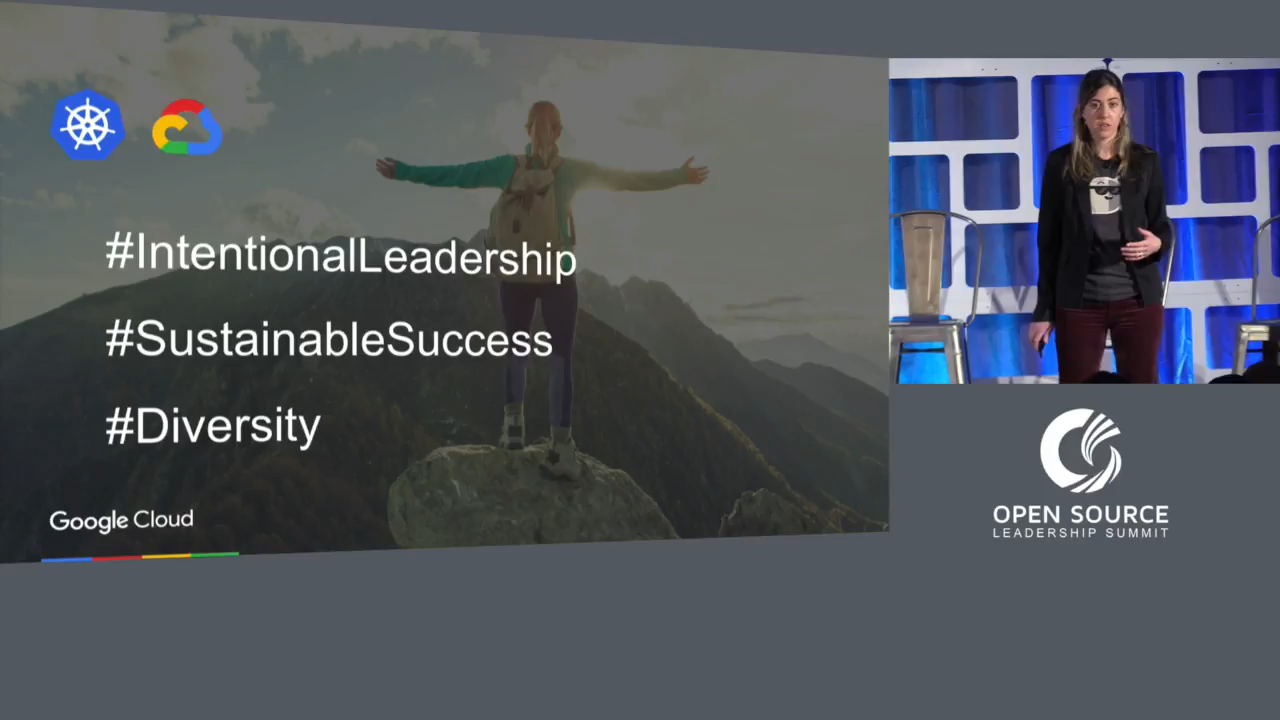 #IntentionalLeadership
#SustainableSuccess
#Diversity
Google Cloud
OPEN SOURCE
LEADERSHIP SUMMIT